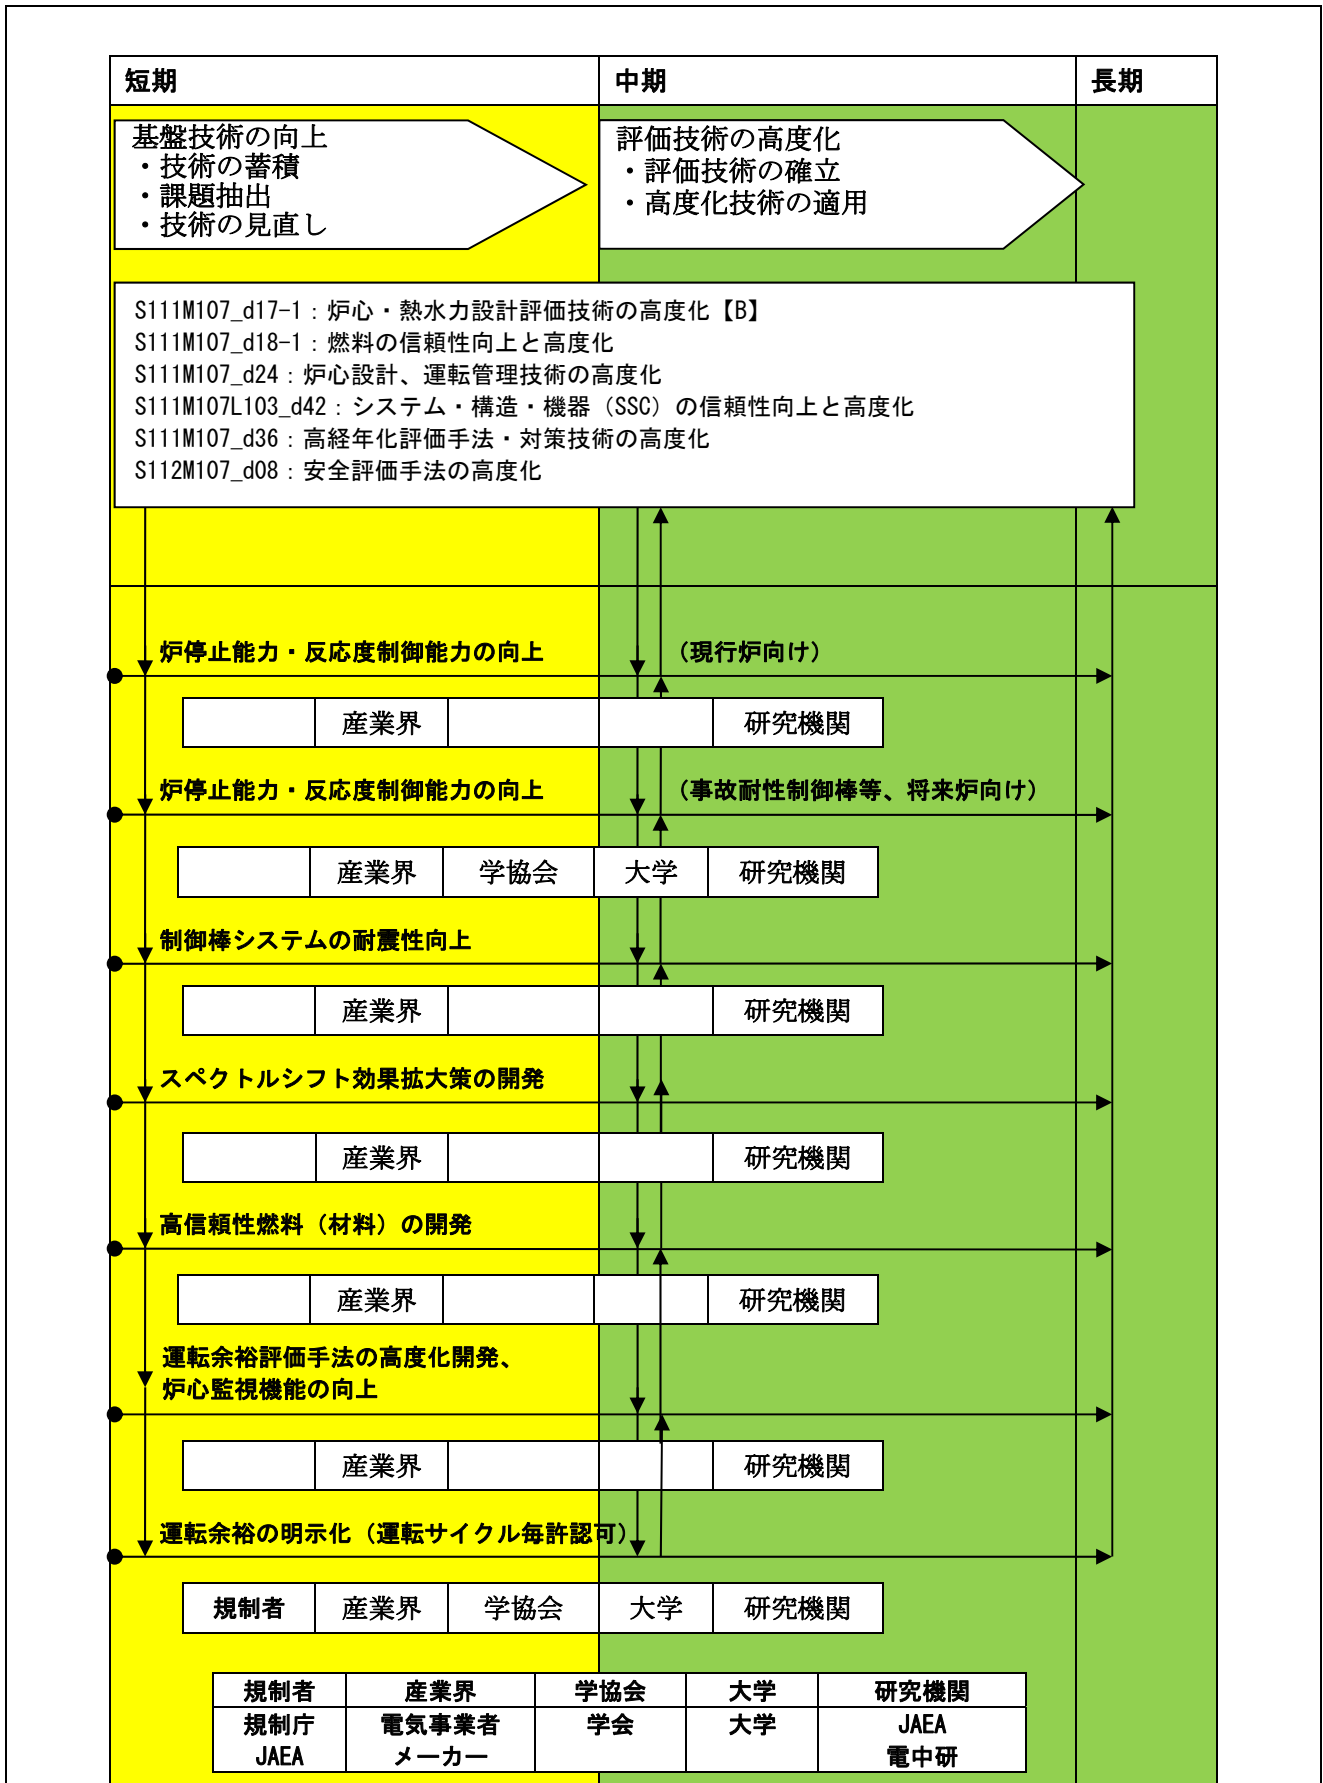 短期 中期 長期
基盤技術の向上
・技術の蓄積
・課題抽出
・技術の見直し
評価技術の高度化
・評価技術の確立
・高度化技術の適用
S111M107_d17-1：炉心・熱水力設計評価技術の高度化【B】
S111M107_d18-1：燃料の信頼性向上と高度化
S111M107_d24：炉心設計、運転管理技術の高度化
S111M107L103_d42：システム・構造・機器（SSC）の信頼性向上と高度化
S111M107_d36：高経年化評価手法・対策技術の高度化
S112M107_d08：安全評価手法の高度化
炉停止能力・反応度制御能力の向上 （現行炉向け）
産業界 研究機関
炉停止能力・反応度制御能力の向上 （事故耐性制御棒等、将来炉向け）
産業界 学協会 大学 研究機関
制御棒システムの耐震性向上
産業界 研究機関
スペクトルシフト効果拡大策の開発
産業界 研究機関
高信頼性燃料（材料）の開発
産業界 研究機関
運転余裕評価手法の高度化開発、
炉心監視機能の向上
産業界 研究機関
運転余裕の明示化（運転サイクル毎許認可）
規制者 産業界 学協会 大学 研究機関
規制者 産業界 学協会 大学 研究機関
規制庁 電気事業者 学会 大学 JAEA
JAEA メーカー 電中研